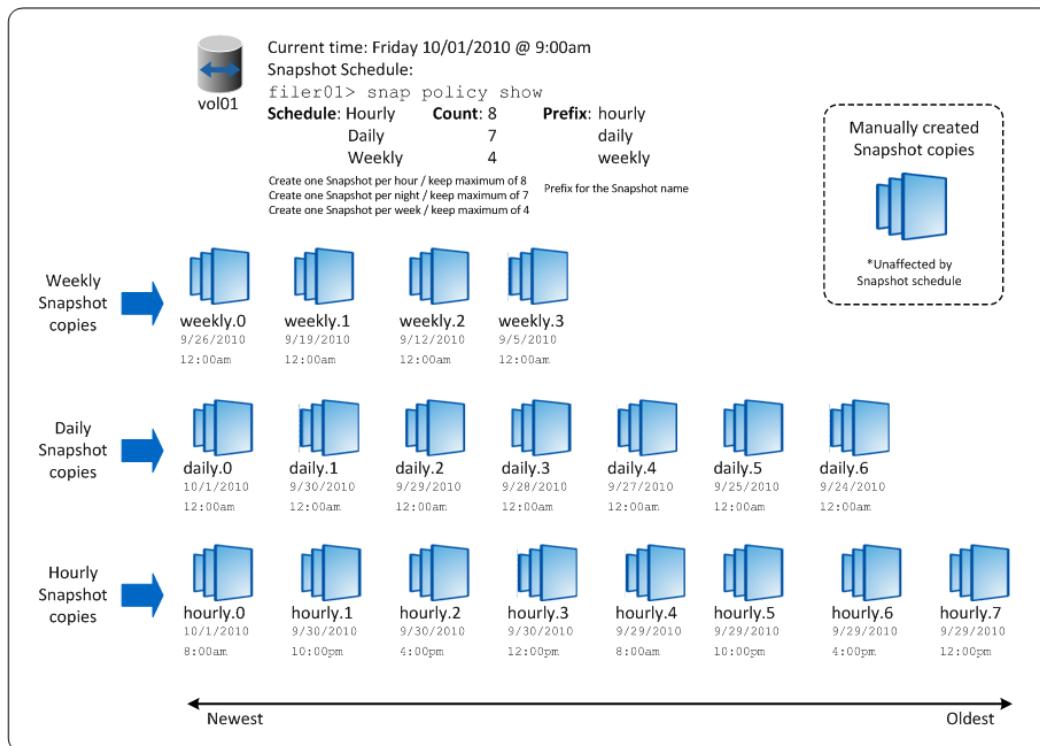 Current time: Friday 10/01/2010 @ 9:00am
Snapshot Schedule:
filer01> snap policy show
vol01
Schedule: Hourly Count: 8 Prefix: hourly
Daily 7 daily
Weekly 4 weekly
Create one Snapshot per hour / keep maximum of 8
Create one Snapshot per night / keep maximum of 7
Create one Snapshot per week / keep maximum of 4
Prefix for the Snapshot name
Manually created
Snapshot copies
*Unaffected by
Snapshot schedule
Weekly
Snapshot
copies
weekly.0 weekly.1 weekly.2 weekly.3
9/26/2010 9/19/2010 9/12/2010 9/5/2010
12:00am 12:00am 12:00am 12:00am
Daily
Snapshot
copies
daily.0 daily.1 daily.2 daily.3 daily.4 daily.5 daily.6
10/1/2010 9/30/2010 9/29/2010 9/28/2010 9/27/2010 9/25/2010 9/24/2010
12:00am 12:00am 12:00am 12:00am 12:00am 12:00am 12:00am
Hourly
Snapshot
copies
hourly.0 hourly.1 hourly.2 hourly.3 hourly.4 hourly.5 hourly.6 hourly.7
10/1/2010 9/30/2010 9/30/2010 9/30/2010 9/29/2010 9/29/2010 9/29/2010 9/29/2010
8:00am 10:00pm 4:00pm 12:00pm 8:00am 10:00pm 4:00pm 12:00pm
Newest Oldest